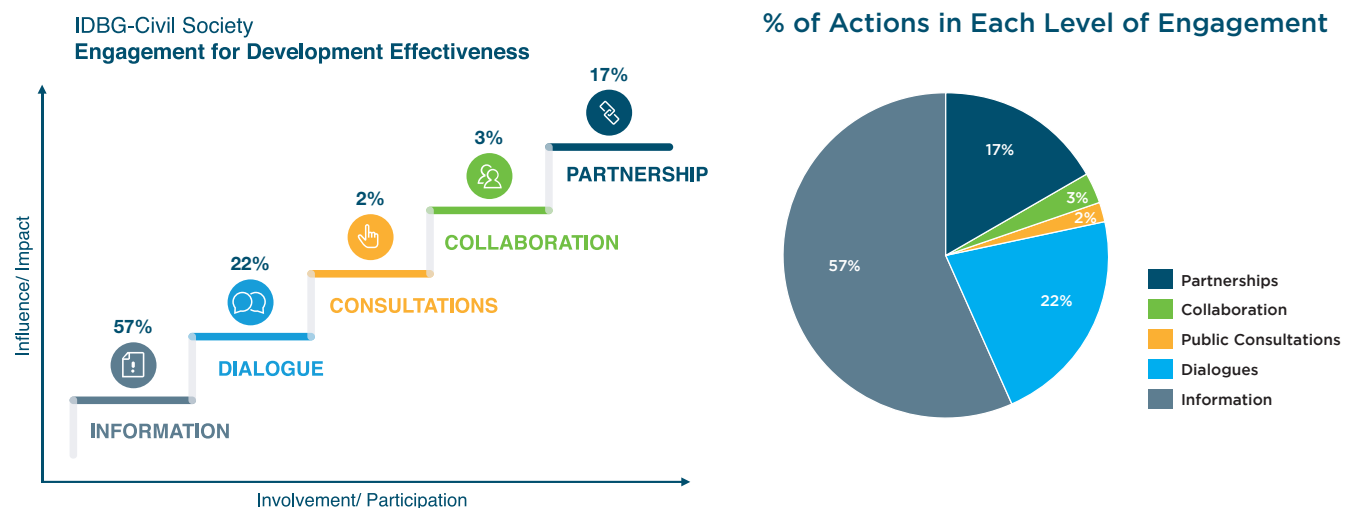 IDBG-Civil Society
Engagement for Development Effectiveness
17%
3%
PARTNERSHIP
2%
COLLABORATION
22%
CONSULTATIONS
57%
DIALOGUE
INFORMATION
Influence/ Impact
Involvement/ Participation
% of Actions in Each Level of Engagement
17%
3%
2%
57%
22%
Partnerships
Collaboration
Public Consultations
Dialogues
Information